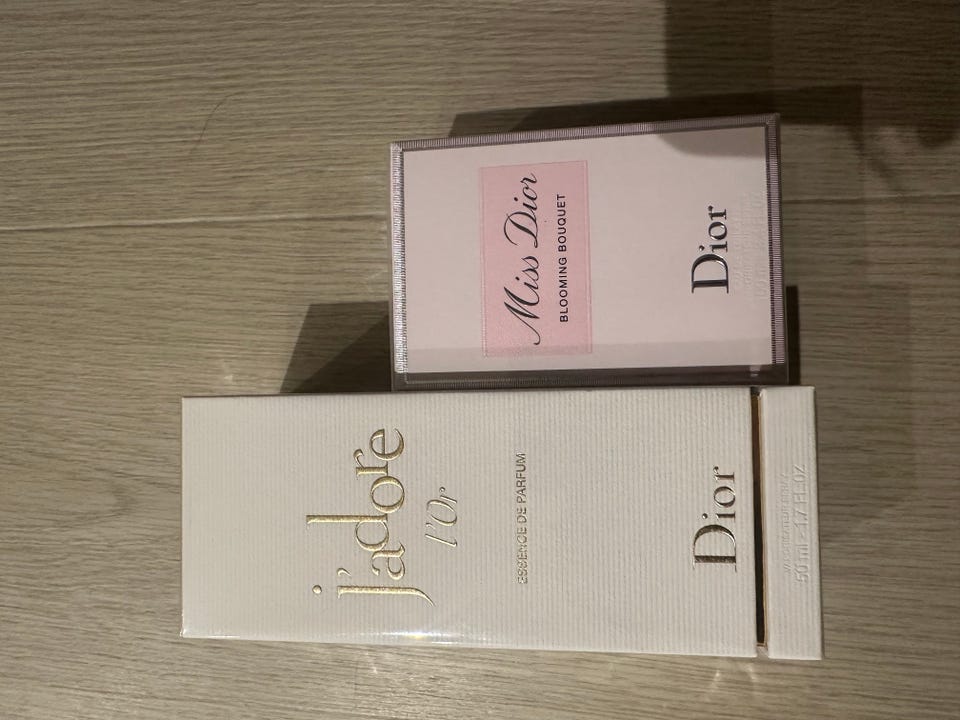 Miss Dior
BLOOMING BOUQUET
Dior
j'adore
l'Or
ESSENCE DE PARFUM
Dior
50 ml - 1.7 FL.OZ